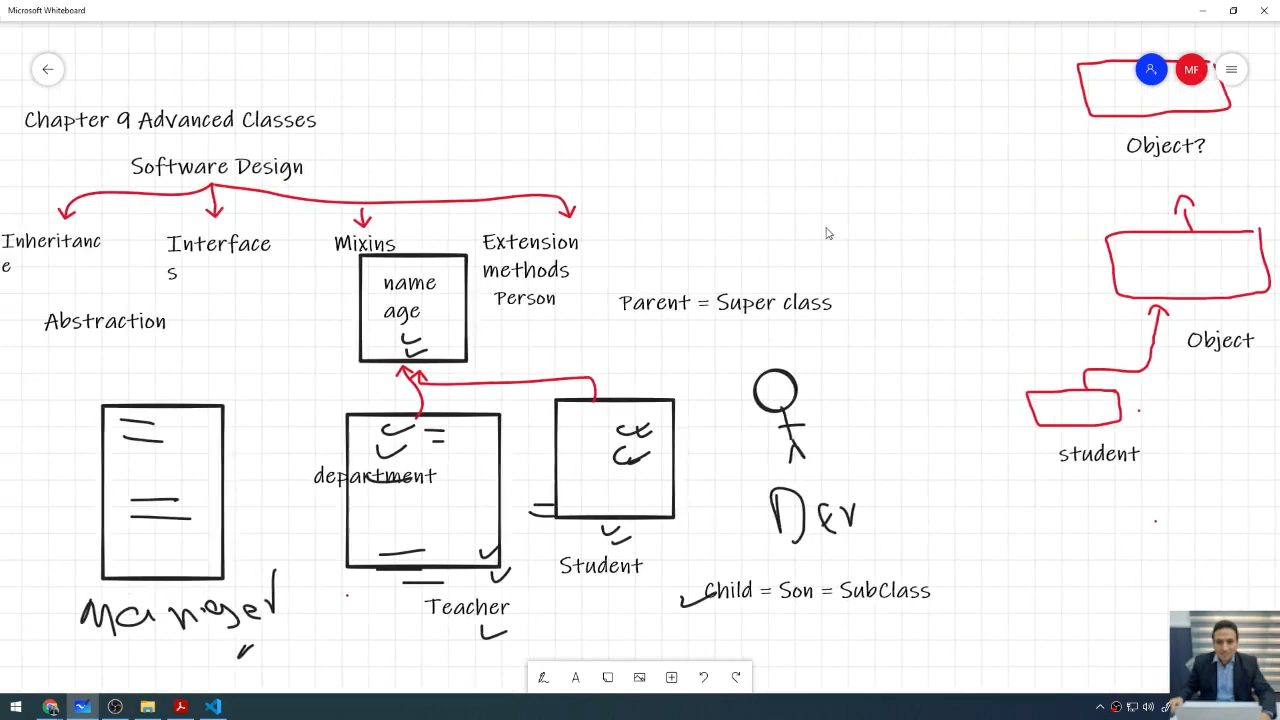 Microsoft Whiteboard
MF
Chapter 9 Advanced Classes
Object?
Software Design
Inheritanc
e
Interface
s
Mixins
Extension
methods
name
age
Person
Parent = Super class
Abstraction
Object
student
department
Dev
Student
Child = Son = SubClass
Teacher
Manager
A